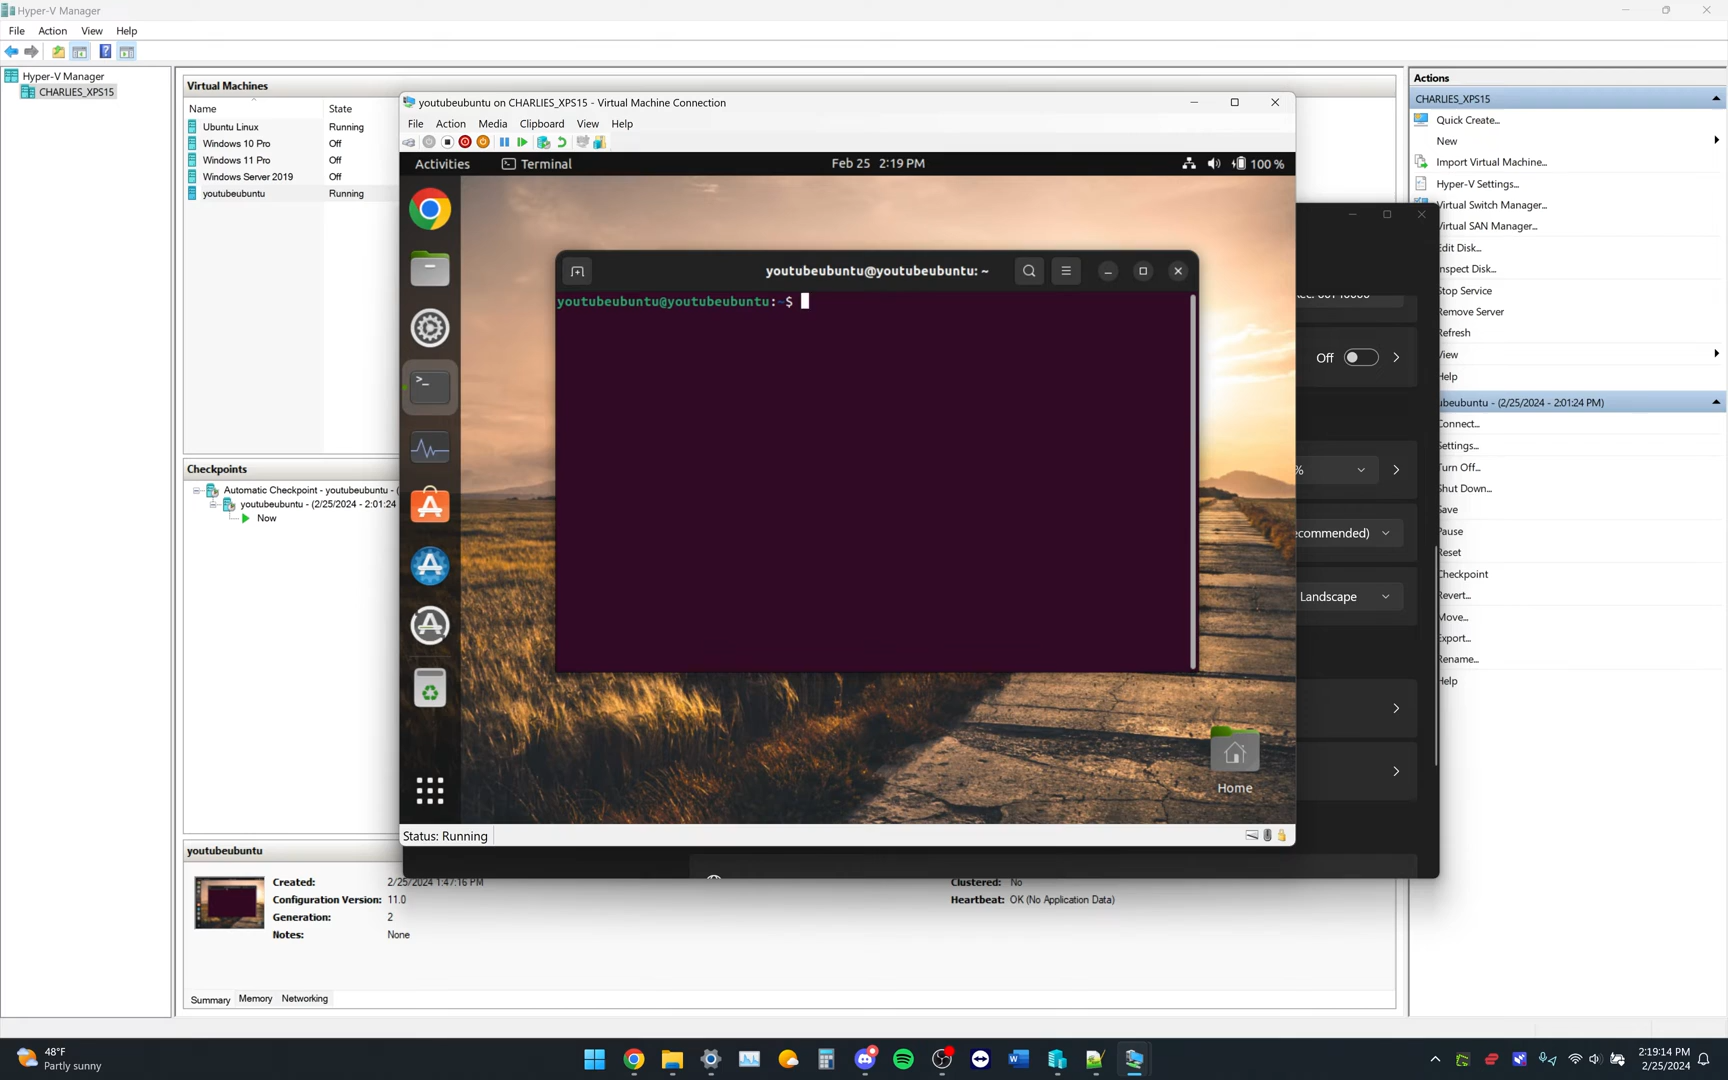 Hyper-V Manager
File Action View Help
Hyper-V Manager
CHARLIES_XPS15
Virtual Machines
Name State
Ubuntu Linux Running
Windows 10 Pro Off
Windows 11 Pro Off
Windows Server 2019 Off
youtubeubuntu Running
Checkpoints
Automatic Checkpoint - youtubeubuntu - (
youtubeubuntu - (2/25/2024 - 2:01:24
Now
youtubeubuntu on CHARLIES_XPS15 - Virtual Machine Connection
File Action Media Clipboard View Help
Activities Terminal Feb 25 2:19 PM 100 %
youtubeubuntu@youtubeubuntu: ~
youtubeubuntu@youtubeubuntu:~$
Home
Status: Running
Off
%
ecommended)
Landscape
youtubeubuntu
Created: 2/25/2024 1:47:16 PM
Configuration Version: 11.0
Generation: 2
Notes: None
Clustered: No
Heartbeat: OK (No Application Data)
Summary Memory Networking
Actions
CHARLIES_XPS15
Quick Create...
New
Import Virtual Machine...
Hyper-V Settings...
Virtual Switch Manager...
Virtual SAN Manager...
Edit Disk...
nspect Disk...
Stop Service
Remove Server
Refresh
View
Help
beubuntu - (2/25/2024 - 2:01:24 PM)
Connect...
Settings...
Turn Off...
Shut Down...
Save
Pause
Reset
Checkpoint
Revert...
Move...
Export...
Rename...
Help
48°F
Partly sunny
2:19:14 PM
2/25/2024